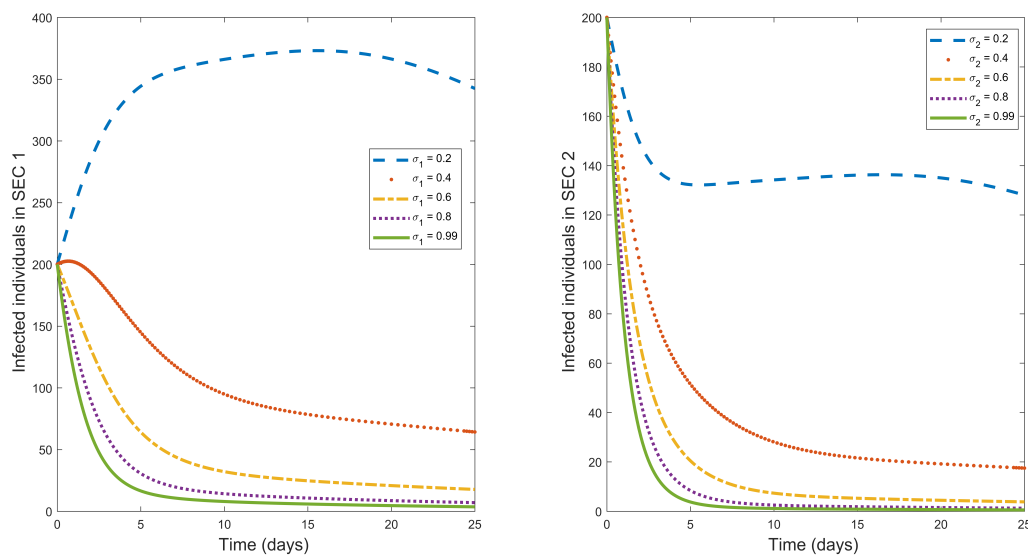 400
350
300
250
200
150
100
50
0
Infected individuals in SEC 1
σ1 = 0.2
σ1 = 0.4
σ1 = 0.6
σ1 = 0.8
σ1 = 0.99
0 5 10 15 20 25
Time (days)
200
180
160
140
120
100
80
60
40
20
0
Infected individuals in SEC 2
σ2 = 0.2
σ2 = 0.4
σ2 = 0.6
σ2 = 0.8
σ2 = 0.99
0 5 10 15 20 25
Time (days)